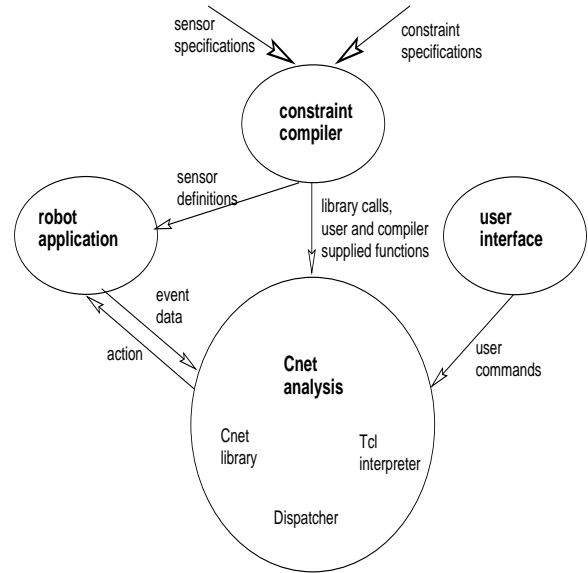 sensor
specifications
constraint
specifications
constraint
compiler
sensor
definitions
robot
application
library calls,
user and compiler
supplied functions
user
interface
event
data
action
user
commands
Cnet
analysis
Cnet
library
Tcl
interpreter
Dispatcher